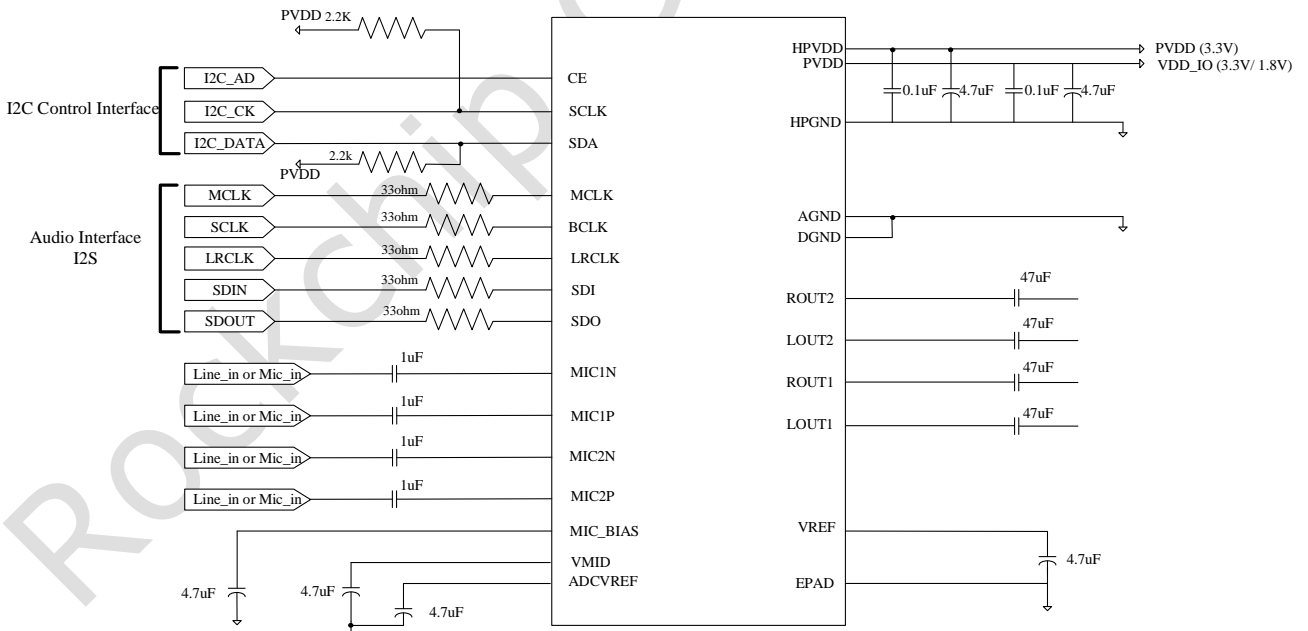 PVDD 2.2K
I2C Control Interface
I2C_AD
I2C_CK
I2C_DATA
2.2k
PVDD
Audio Interface
I2S
MCLK
33ohm
SCLK
33ohm
LRCLK
33ohm
SDIN
33ohm
SDOUT
33ohm
Line_in or Mic_in
1uF
Line_in or Mic_in
1uF
Line_in or Mic_in
1uF
Line_in or Mic_in
1uF
4.7uF
4.7uF
4.7uF
CE
SCLK
SDA
MCLK
BCLK
LRCLK
SDI
SDO
MIC1N
MIC1P
MIC2N
MIC2P
MIC_BIAS
VMID
ADCVREF
HPVDD
PVDD
HPGND
AGND
DGND
ROUT2
LOUT2
ROUT1
LOUT1
VREF
EPAD
PVDD (3.3V)
VDD_IO (3.3V/ 1.8V)
0.1uF
4.7uF
0.1uF
4.7uF
47uF
47uF
47uF
47uF
4.7uF
Rockchip